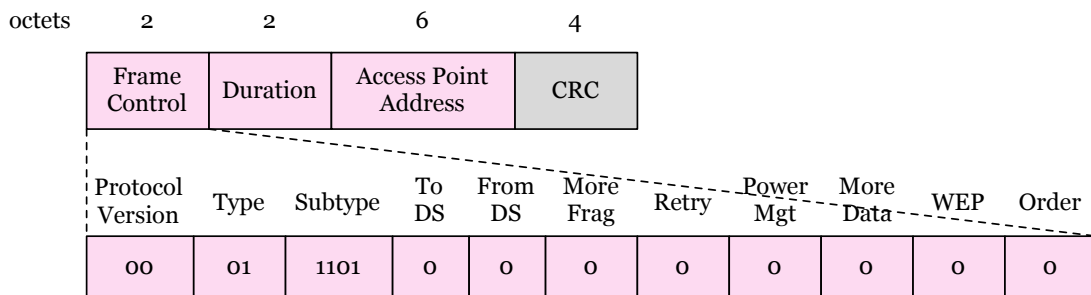 octets 2 2 6 4
Frame Control Duration Access Point Address CRC
Protocol Version Type Subtype To DS From DS More Frag Retry Power Mgt More Data WEP Order
00 01 1101 0 0 0 0 0 0 0 0